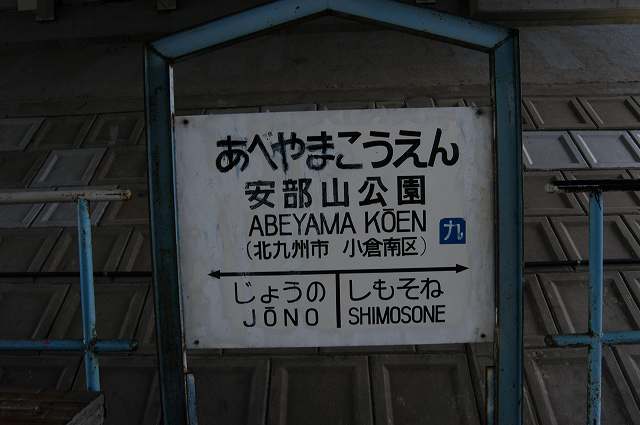 あべやまこうえん
安部山公園
ABEYAMA KŌEN
(北九州市 小倉南区)
九
じょうの しもそね
JŌNO SHIMOSONE